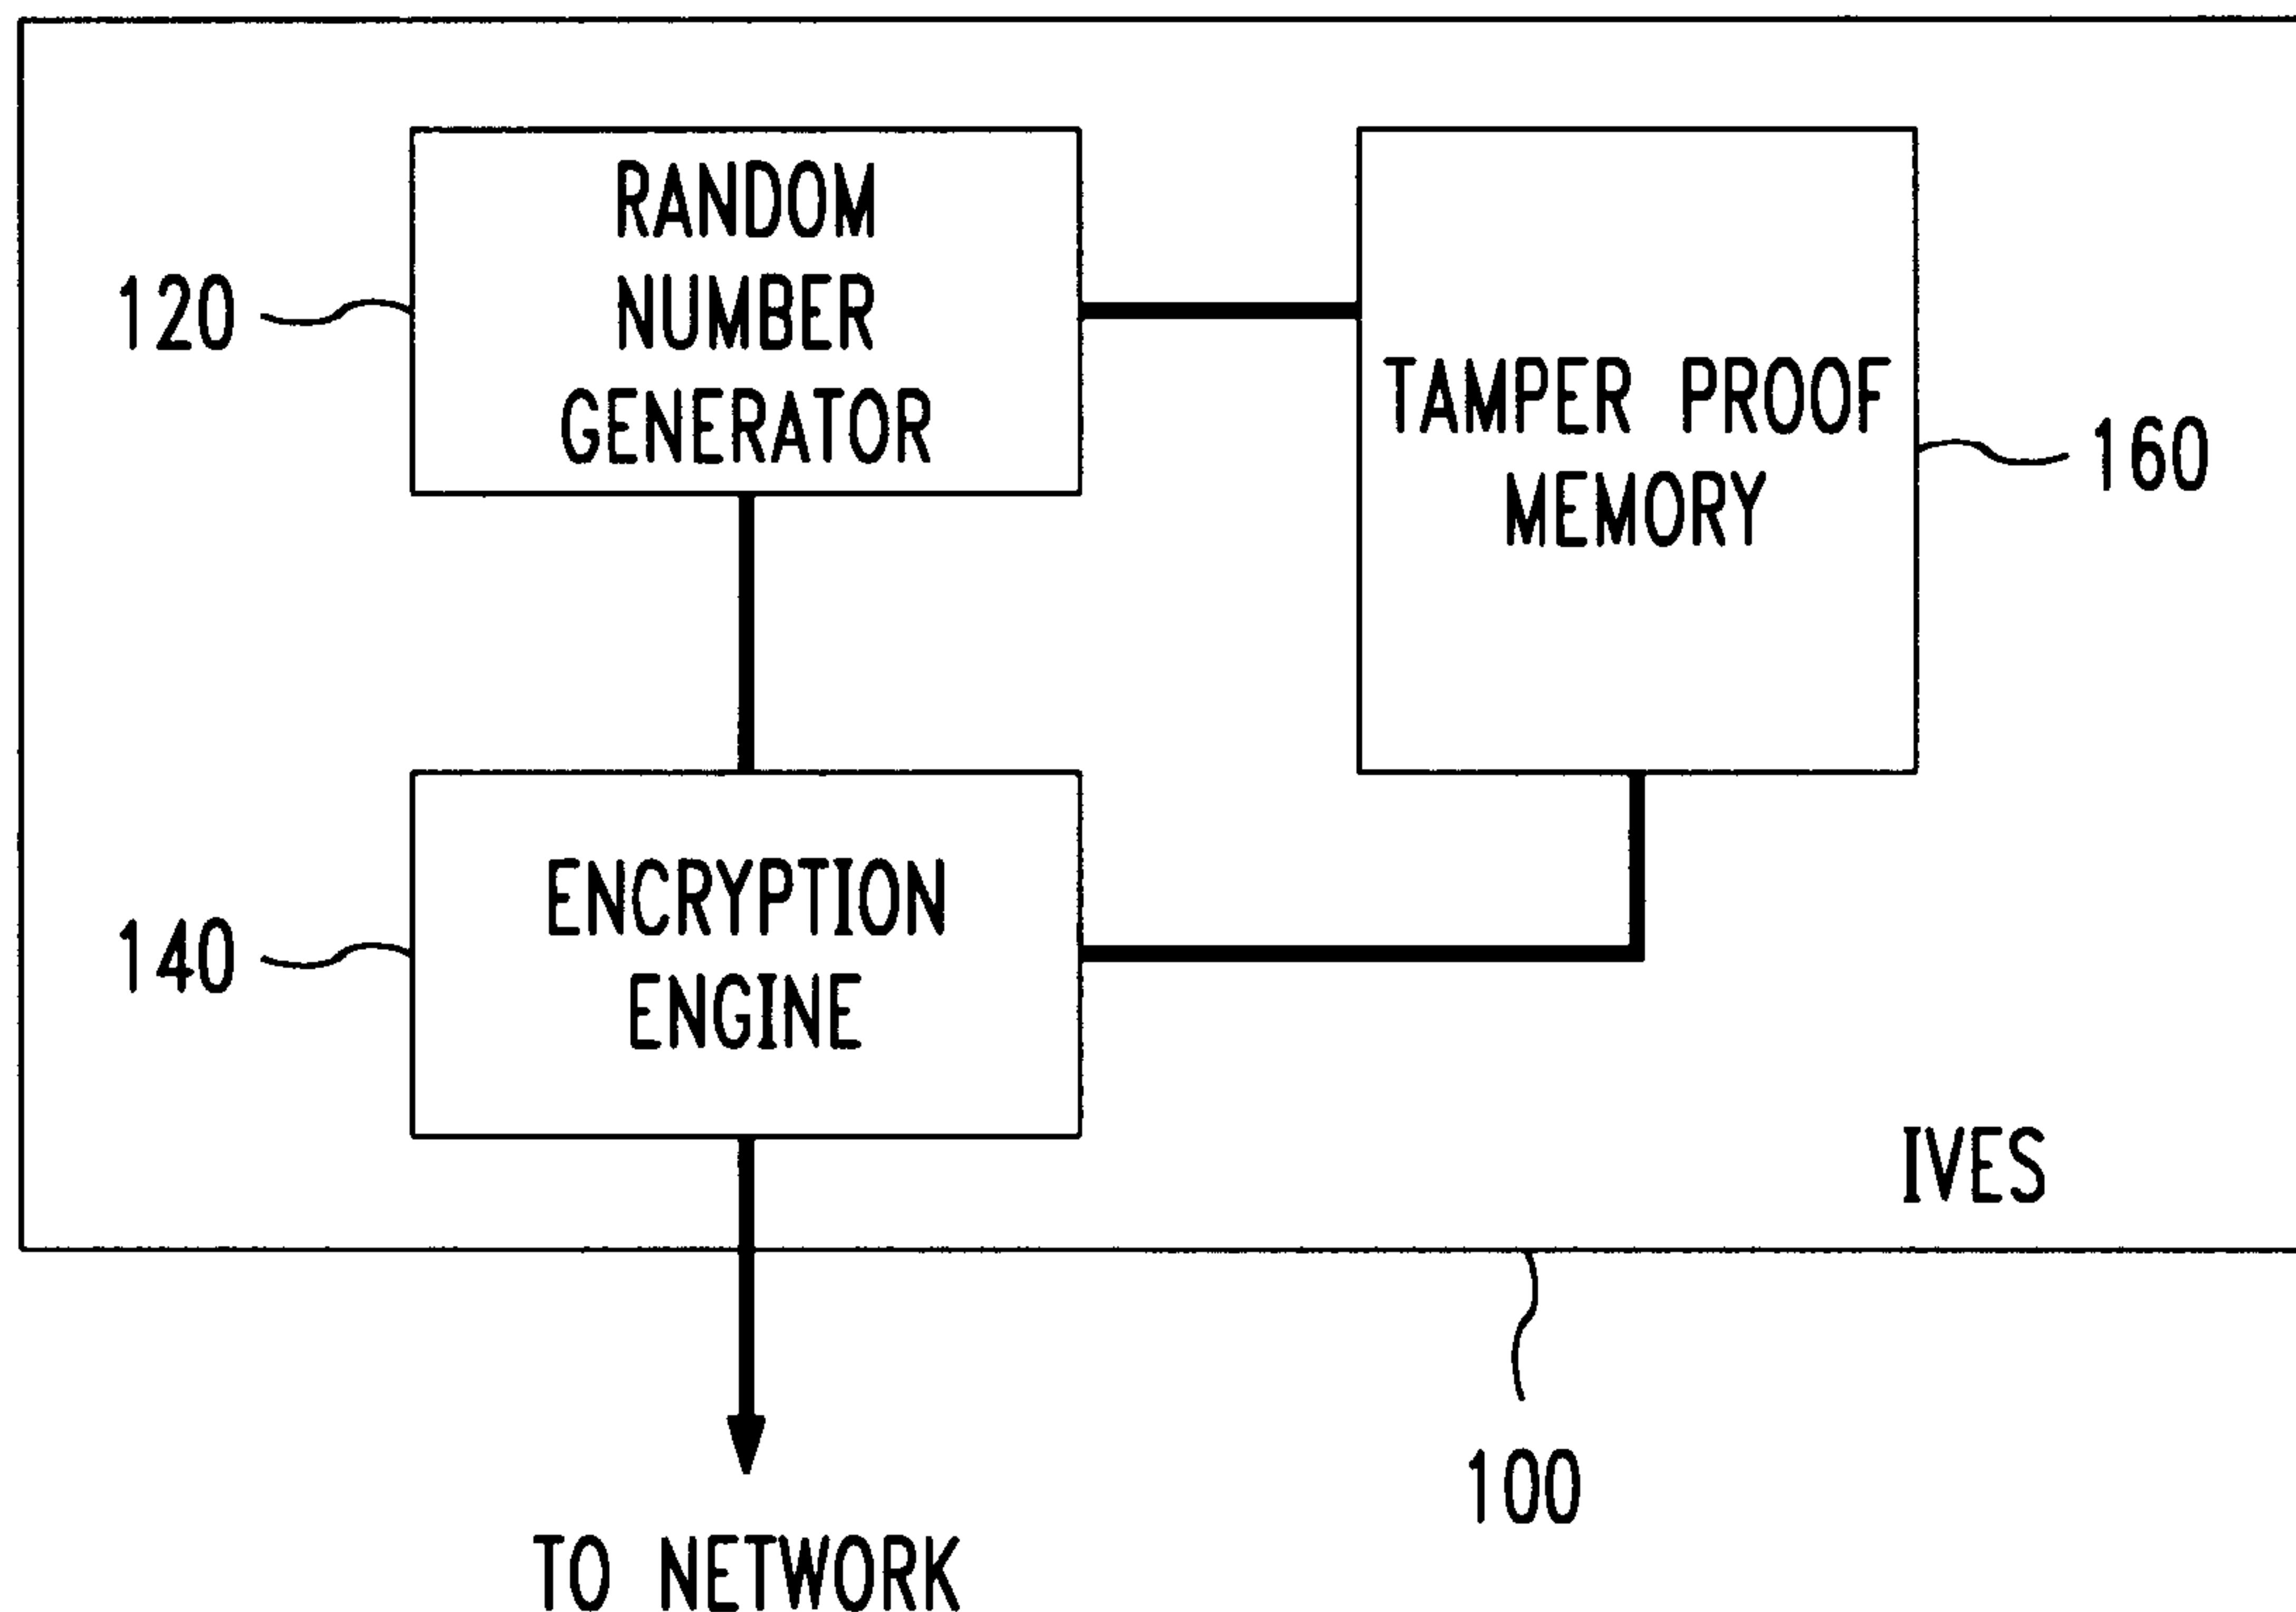 RANDOM
NUMBER
GENERATOR
120
TAMPER PROOF
MEMORY
160
ENCRYPTION
ENGINE
140
IVES
100
TO NETWORK